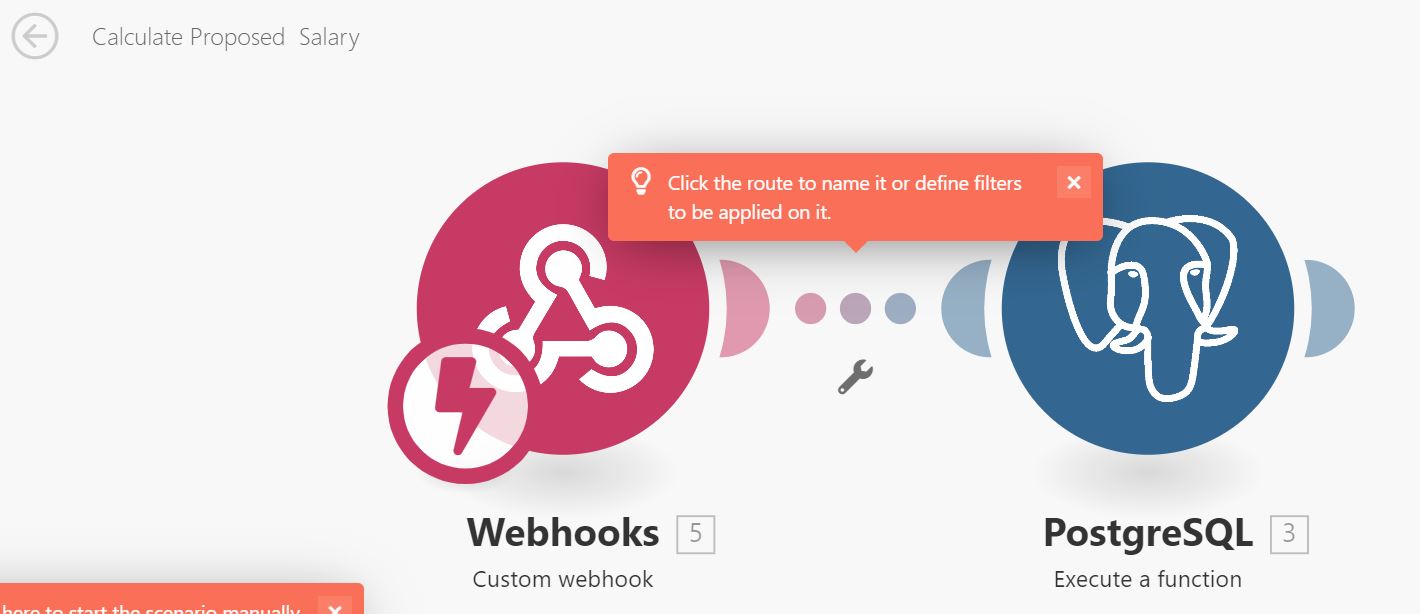 Calculate Proposed  Salary
Click the route to name it or define filters
to be applied on it.
Webhooks 5
PostgreSQL 3
Custom webhook
Execute a function
here to start the scenario manually